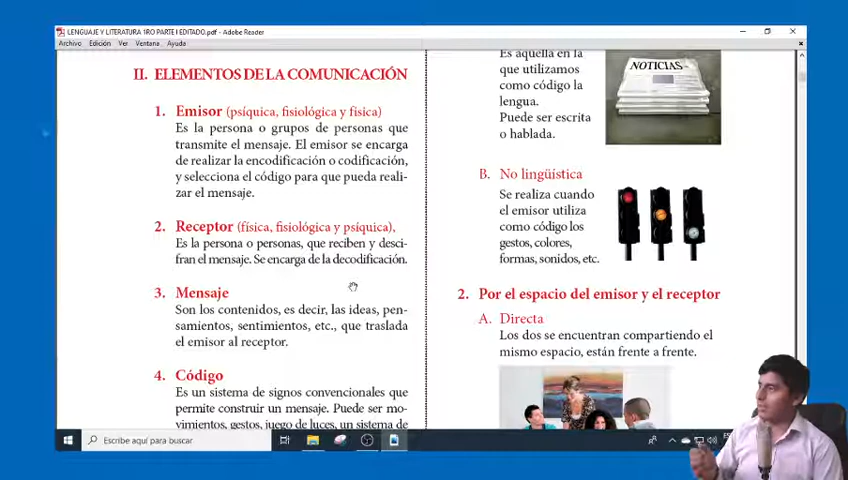 LENGUAJE Y LITERATURA 1RO PARTE I EDITADO.pdf - Adobe Reader
Archivo Edición Ver Ventana Ayuda
II. ELEMENTOS DE LA COMUNICACIÓN
1. Emisor (psíquica, fisiológica y física)
Es la persona o grupos de personas que
transmite el mensaje. El emisor se encarga
de realizar la encodificación o codificación,
y selecciona el código para que pueda reali-
zar el mensaje.
2. Receptor (física, fisiológica y psíquica),
Es la persona o personas, que reciben y desci-
fran el mensaje. Se encarga de la decodificación.
3. Mensaje
Son los contenidos, es decir, las ideas, pen-
samientos, sentimientos, etc., que traslada
el emisor al receptor.
4. Código
Es un sistema de signos convencionales que
permite construir un mensaje. Puede ser mo-
vimientos, gestos, juego de luces, un sistema de
Es aquella en la
que utilizamos
como código la
lengua.
Puede ser escrita
o hablada.
NOTICIAS
B. No lingüistica
Se realiza cuando
el emisor utiliza
como código los
gestos, colores,
formas, sonidos, etc.
2. Por el espacio del emisor y el receptor
A. Directa
Los dos se encuentran compartiendo el
mismo espacio, están frente a frente.
Escribe aquí para buscar